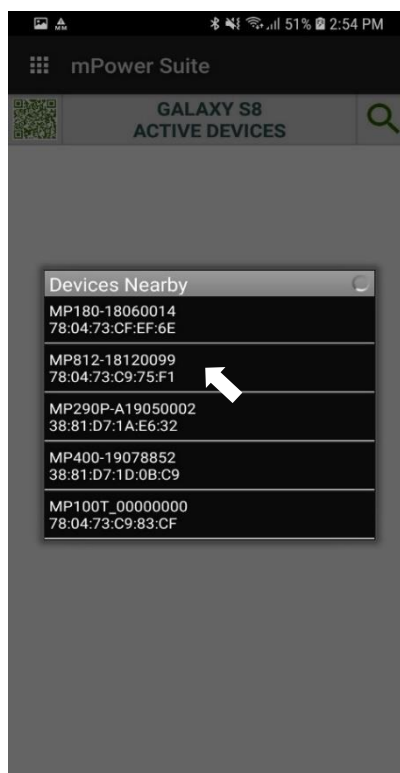 MM
51% 2:54 PM
mPower Suite
GALAXY S8
ACTIVE DEVICES
Devices Nearby
MP180-18060014
78:04:73:CF:EF:6E
MP812-18120099
78:04:73:C9:75:F1
MP290P-A19050002
38:81:D7:1A:E6:32
MP400-19078852
38:81:D7:1D:0B:C9
MP100T_00000000
78:04:73:C9:83:CF